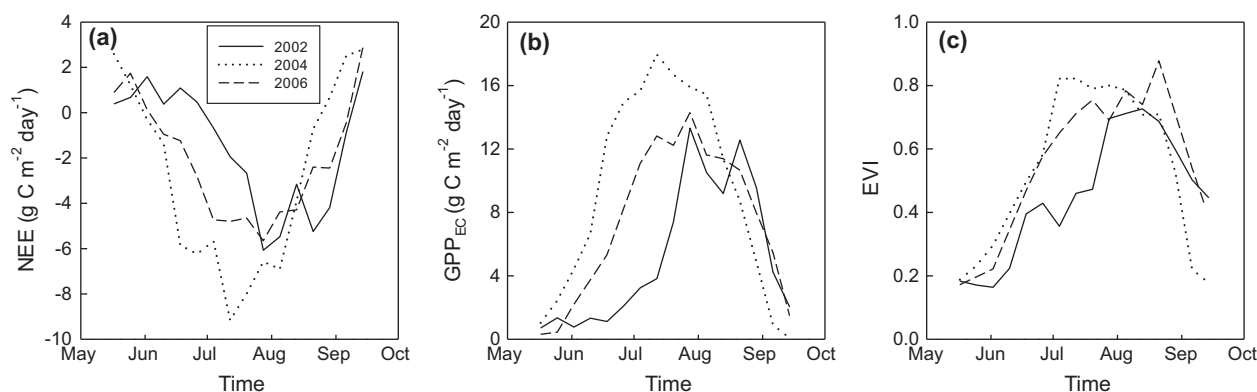 (a)
NEE (g C m⁻² day⁻¹)
4
2
0
-2
-4
-6
-8
-10
2002
2004
2006
May Jun Jul Aug Sep Oct
Time
(b)
GPP_EC (g C m⁻² day⁻¹)
20
16
12
8
4
0
May Jun Jul Aug Sep Oct
Time
(c)
EVI
1.0
0.8
0.6
0.4
0.2
0.0
May Jun Jul Aug Sep Oct
Time